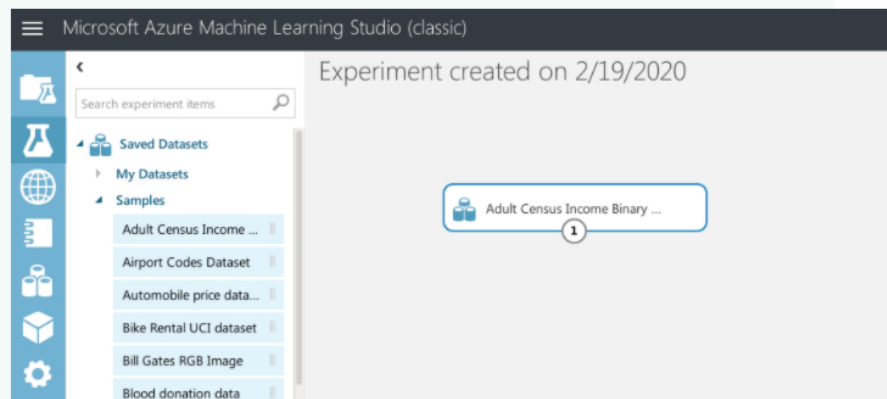 Microsoft Azure Machine Learning Studio (classic)
Experiment created on 2/19/2020
Search experiment items
Saved Datasets
My Datasets
Samples
Adult Census Income ...
Airport Codes Dataset
Automobile price data...
Bike Rental UCI dataset
Bill Gates RGB Image
Blood donation data
Adult Census Income Binary ...
1